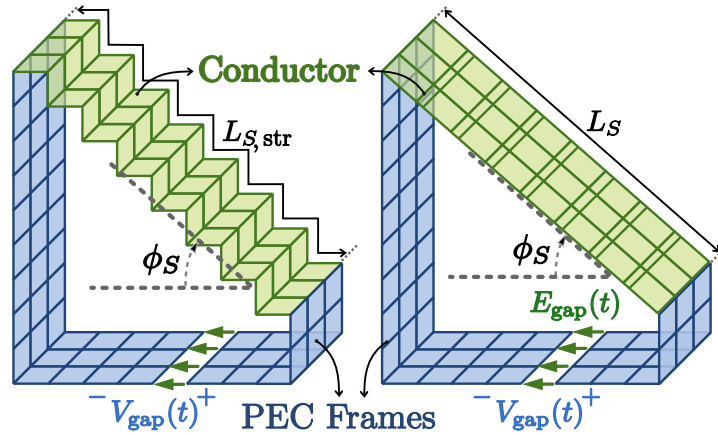 Conductor
L_{S, str}
L_S
ϕ_S
ϕ_S
E_gap(t)
− V_gap(t) +
− V_gap(t) +
PEC Frames